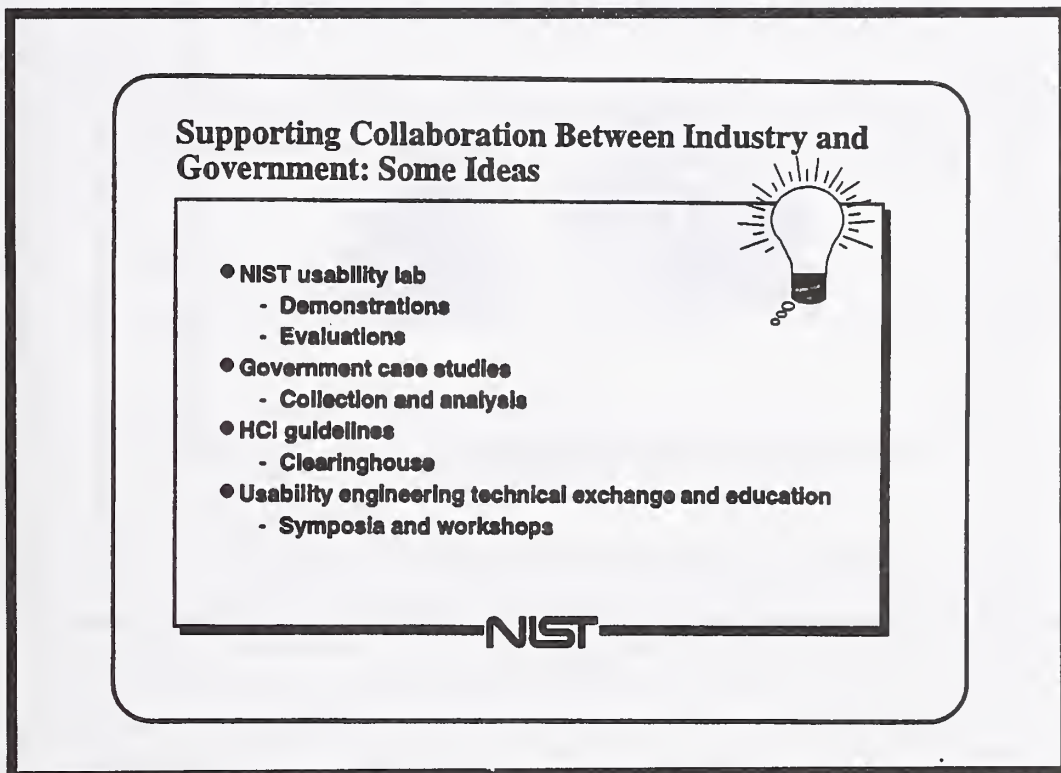 Supporting Collaboration Between Industry and
Government: Some Ideas
● NIST usability lab
- Demonstrations
- Evaluations
● Government case studies
- Collection and analysis
● HCI guidelines
- Clearinghouse
● Usability engineering technical exchange and education
- Symposia and workshops
NIST